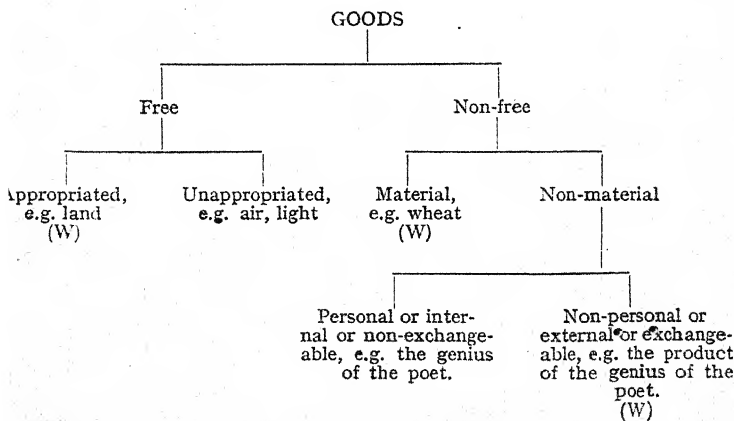 GOODS
Free
Non-free
Appropriated,
e.g. land
(W)
Unappropriated,
e.g. air, light
Material,
e.g. wheat
(W)
Non-material
Personal or inter-
nal or non-exchange-
able, e.g. the genius
of the poet.
Non-personal or
external or exchange-
able, e.g. the product
of the genius of the
poet.
(W)